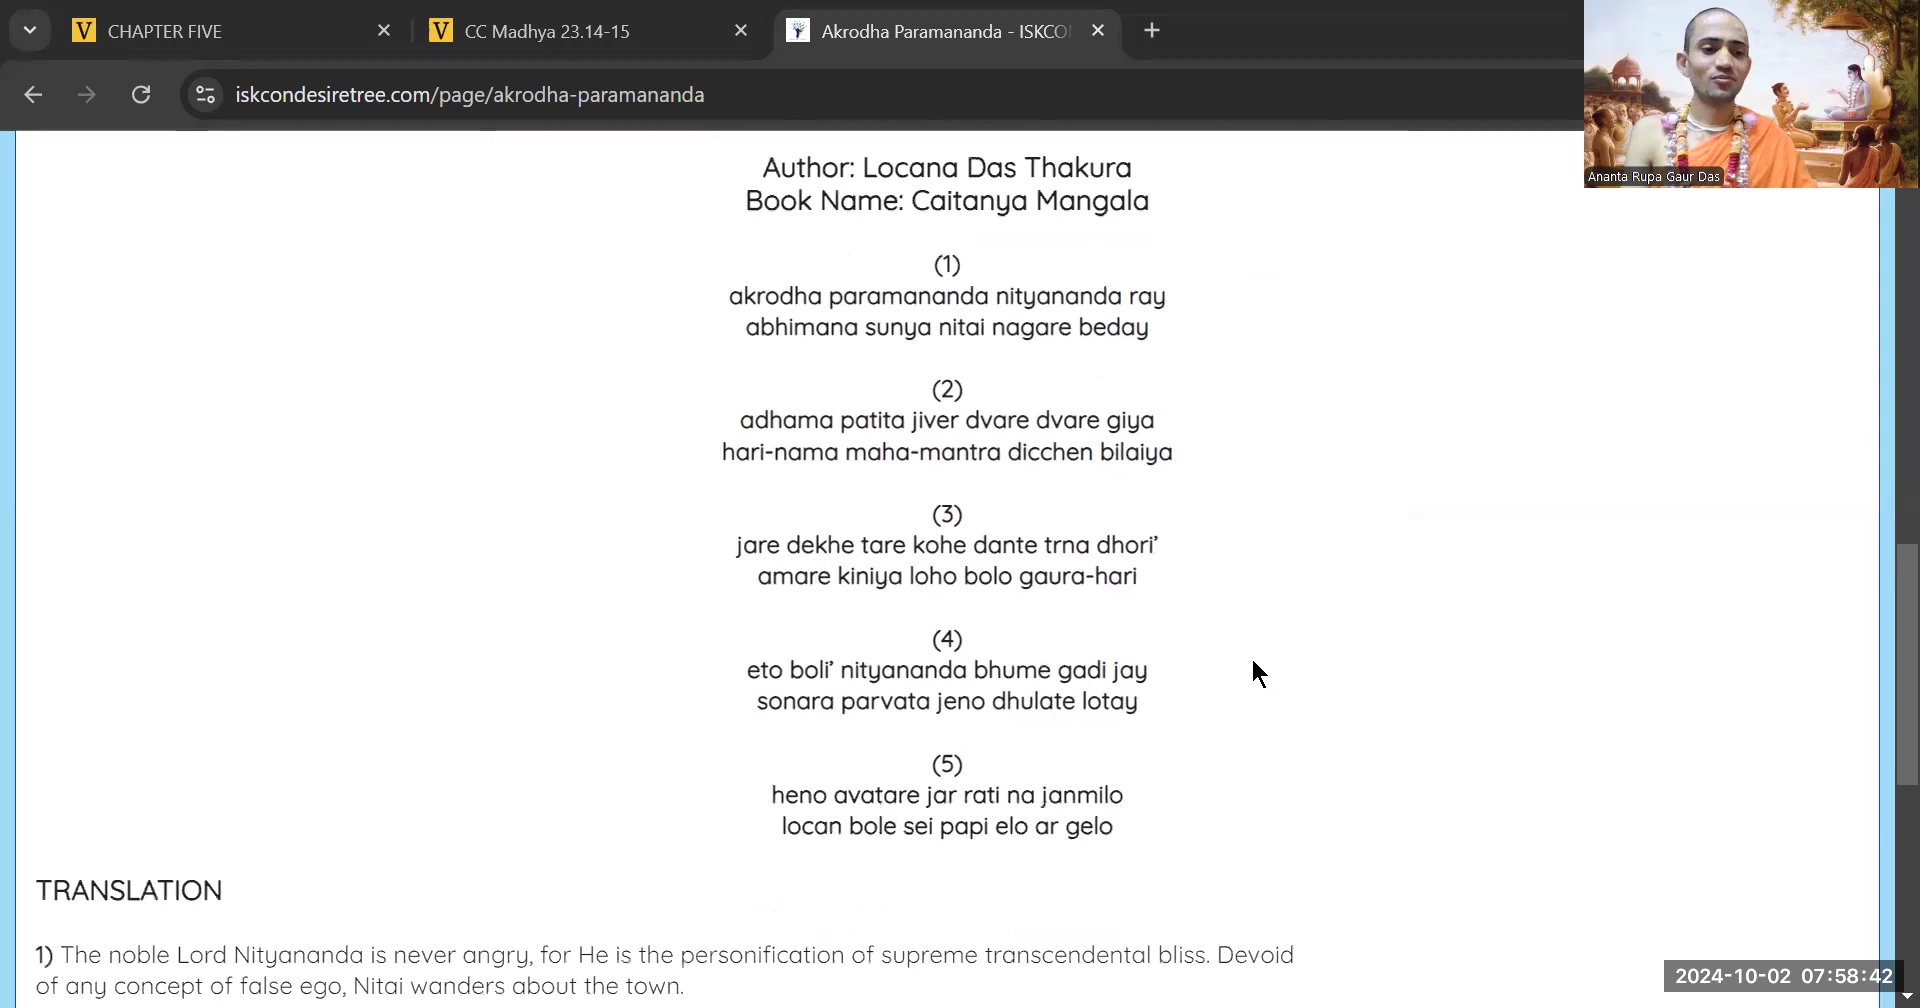 CHAPTER FIVE
CC Madhya 23.14-15
Akrodha Paramananda - ISKCO
iskcondesiretree.com/page/akrodha-paramananda
Ananta Rupa Gaur Das
Author: Locana Das Thakura
Book Name: Caitanya Mangala
(1)
akrodha paramananda nityananda ray
abhimana sunya nitai nagare beday
(2)
adhama patita jiver dvare dvare giya
hari-nama maha-mantra dicchen bilaiya
(3)
jare dekhe tare kohe dante trna dhori’
amare kiniya loho bolo gaura-hari
(4)
eto boli’ nityananda bhume gadi jay
sonara parvata jeno dhulate lotay
(5)
heno avatare jar rati na janmilo
locan bole sei papi elo ar gelo
TRANSLATION
1) The noble Lord Nityananda is never angry, for He is the personification of supreme transcendental bliss. Devoid
of any concept of false ego, Nitai wanders about the town.
2024-10-02 07:58:42